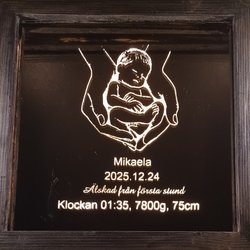 Mikaela
2025.12.24
Älskad från första stund
Klockan 01:35, 7800g, 75cm